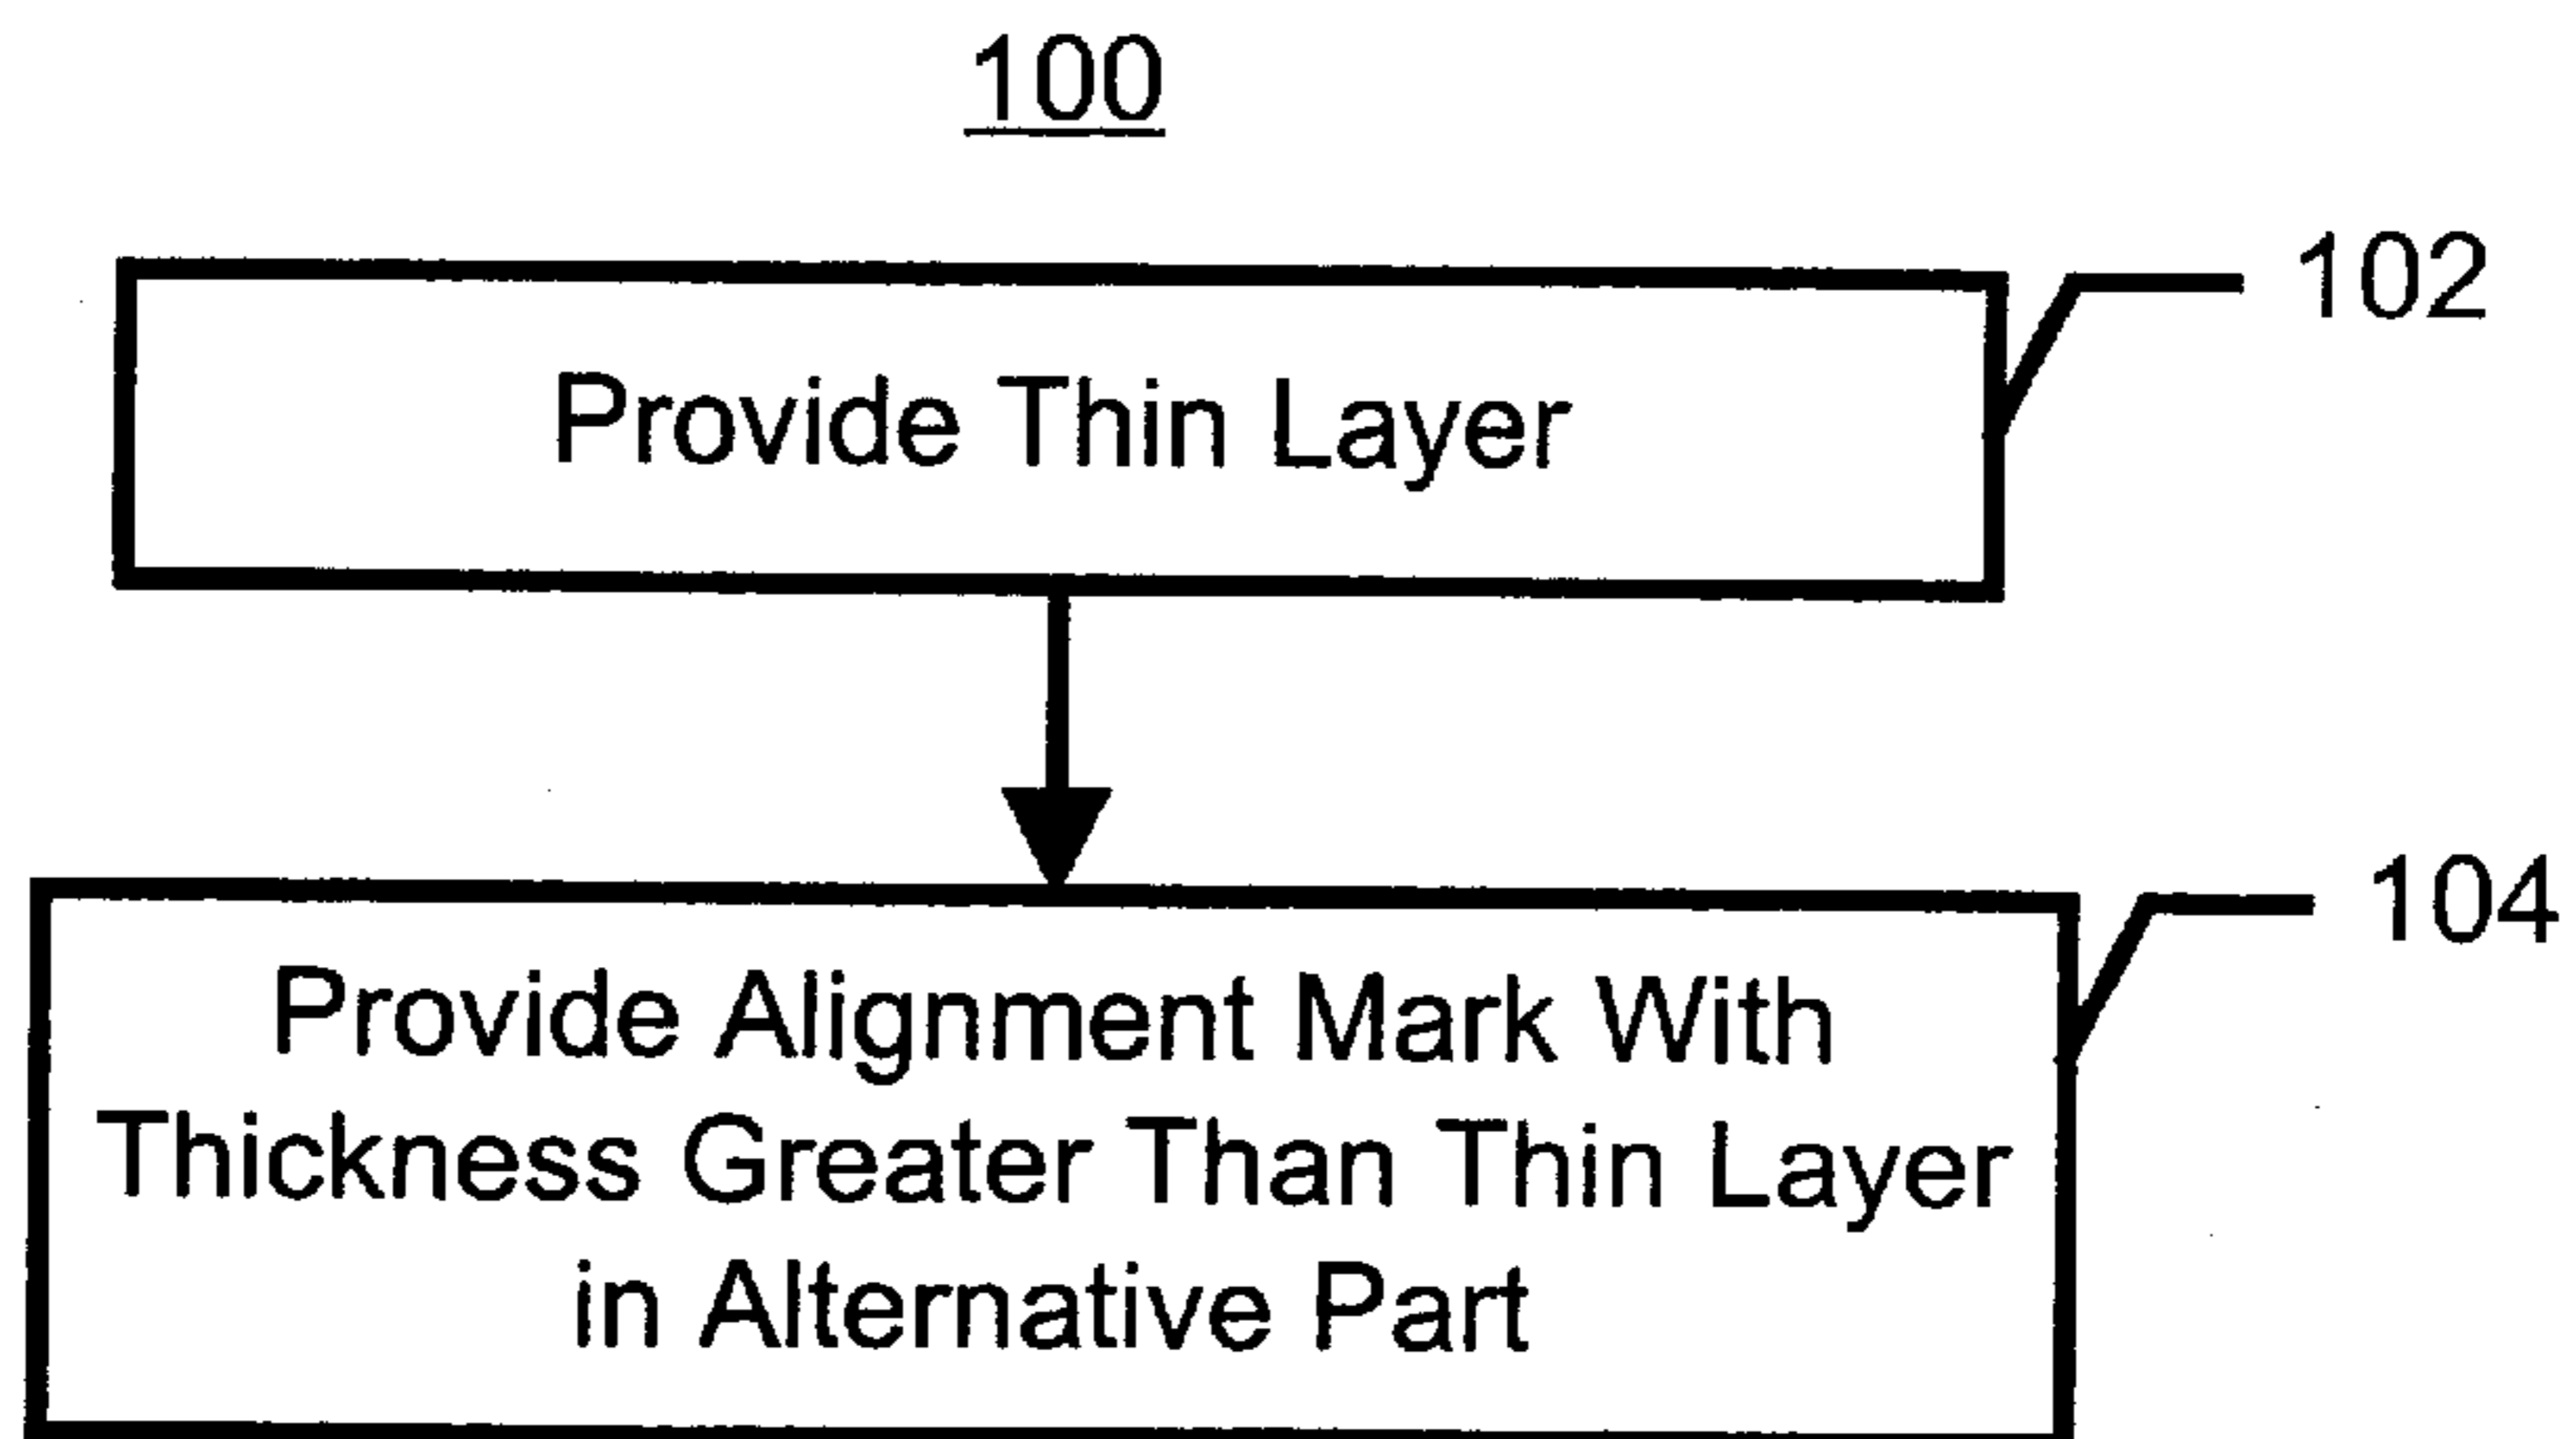 100
102
Provide Thin Layer
104
Provide Alignment Mark With
Thickness Greater Than Thin Layer
in Alternative Part